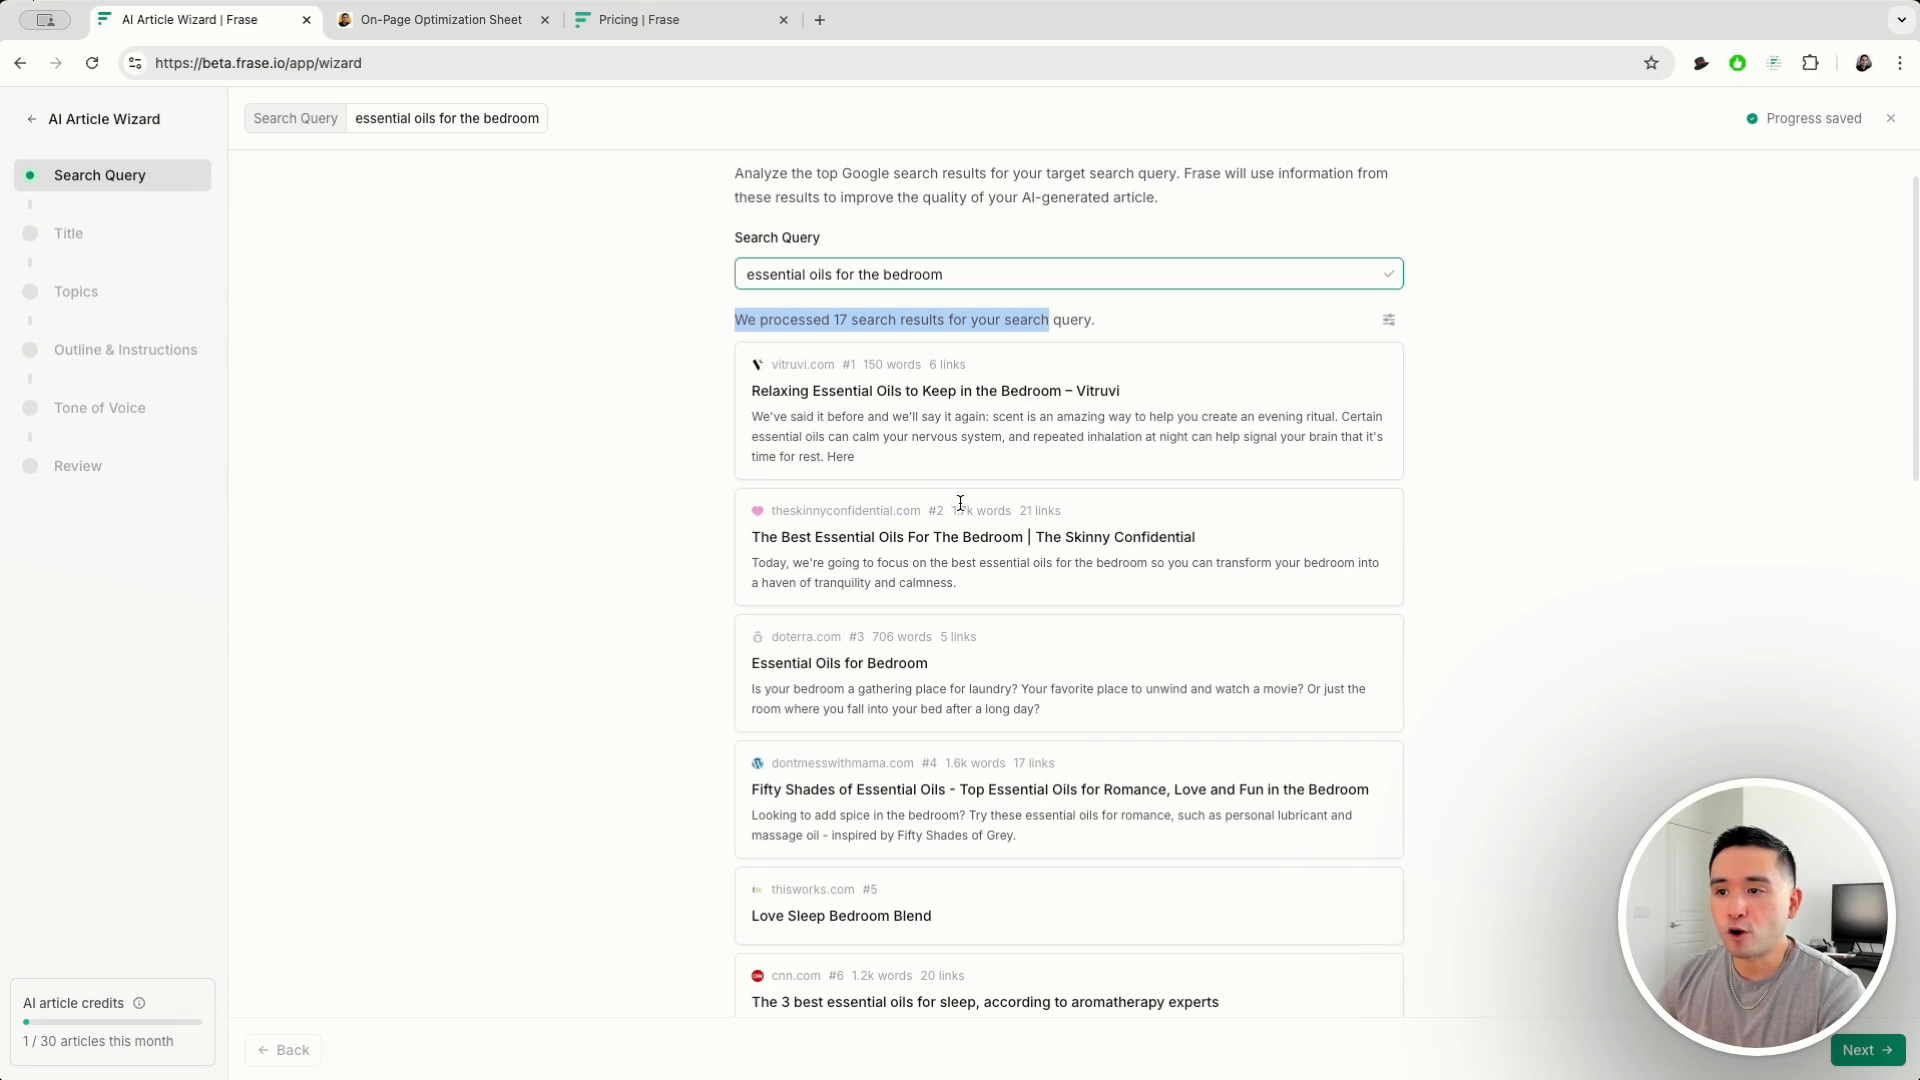 AI Article Wizard | Frase
On-Page Optimization Sheet
Pricing | Frase
https://beta.frase.io/app/wizard
AI Article Wizard
Search Query
Title
Topics
Outline & Instructions
Tone of Voice
Review
AI article credits
1 / 30 articles this month
Search Query essential oils for the bedroom
Progress saved
Analyze the top Google search results for your target search query. Frase will use information from
these results to improve the quality of your AI-generated article.
Search Query
essential oils for the bedroom
We processed 17 search results for your search query.
vitruvi.com #1 150 words 6 links
Relaxing Essential Oils to Keep in the Bedroom – Vitruvi
We've said it before and we'll say it again: scent is an amazing way to help you create an evening ritual. Certain
essential oils can calm your nervous system, and repeated inhalation at night can help signal your brain that it's
time for rest. Here
theskinnyconfidential.com #2 1.7k words 21 links
The Best Essential Oils For The Bedroom | The Skinny Confidential
Today, we're going to focus on the best essential oils for the bedroom so you can transform your bedroom into
a haven of tranquility and calmness.
doterra.com #3 706 words 5 links
Essential Oils for Bedroom
Is your bedroom a gathering place for laundry? Your favorite place to unwind and watch a movie? Or just the
room where you fall into your bed after a long day?
dontmesswithmama.com #4 1.6k words 17 links
Fifty Shades of Essential Oils - Top Essential Oils for Romance, Love and Fun in the Bedroom
Looking to add spice in the bedroom? Try these essential oils for romance, such as personal lubricant and
massage oil - inspired by Fifty Shades of Grey.
thisworks.com #5
Love Sleep Bedroom Blend
cnn.com #6 1.2k words 20 links
The 3 best essential oils for sleep, according to aromatherapy experts
Back
Next